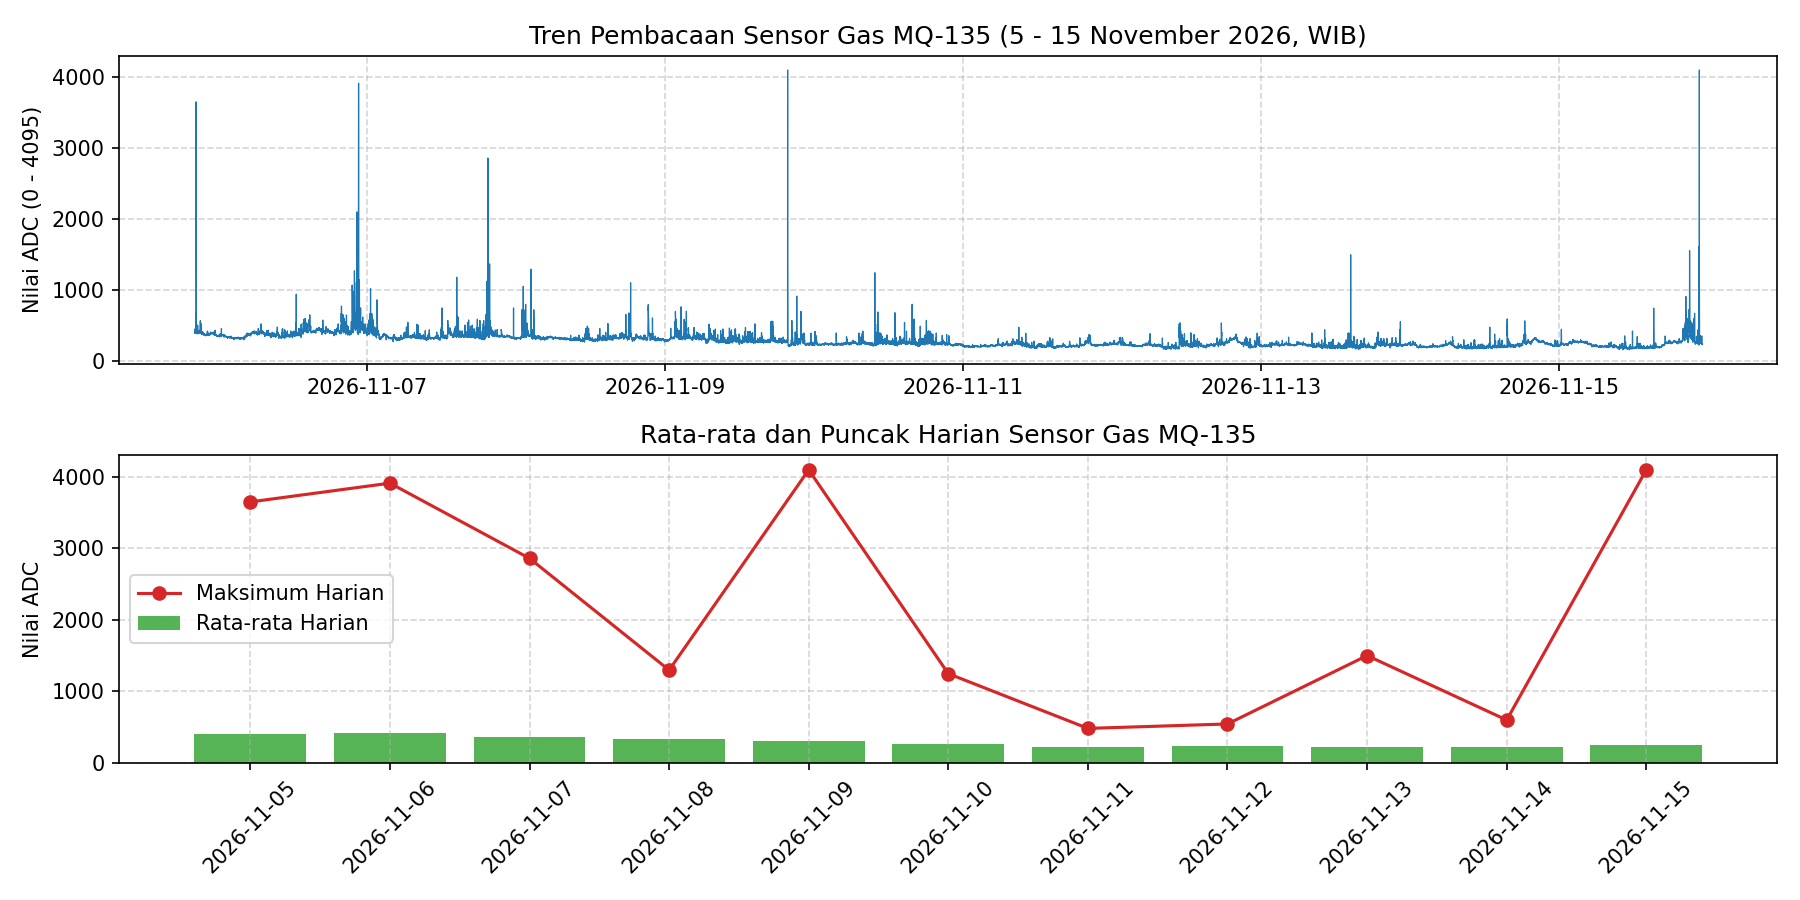 Tren Pembacaan Sensor Gas MQ-135 (5 - 15 November 2026, WIB)
Nilai ADC (0 - 4095)
4000
3000
2000
1000
0
2026-11-07 2026-11-09 2026-11-11 2026-11-13 2026-11-15
Rata-rata dan Puncak Harian Sensor Gas MQ-135
Nilai ADC
4000
3000
2000
1000
0
Maksimum Harian
Rata-rata Harian
2026-11-05 2026-11-06 2026-11-07 2026-11-08 2026-11-09 2026-11-10 2026-11-11 2026-11-12 2026-11-13 2026-11-14 2026-11-15